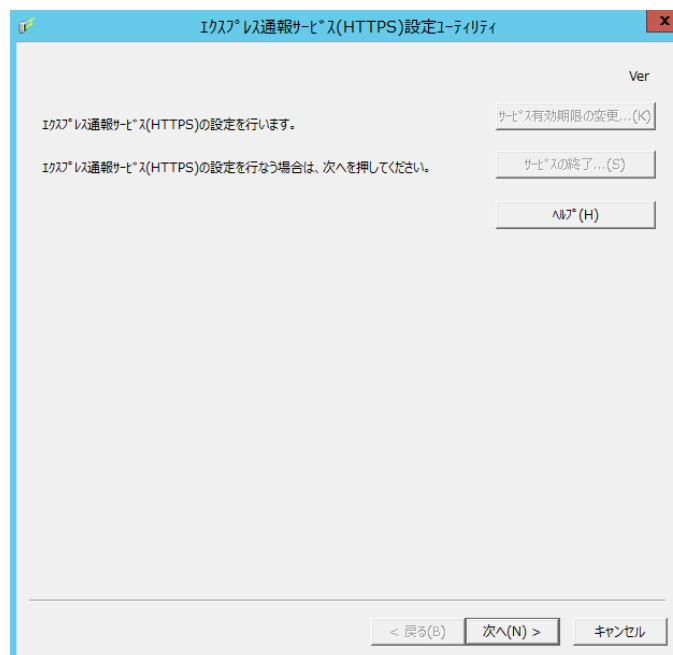 ｴｸｽﾌﾟﾚｽ通報ｻｰﾋﾞｽ(HTTPS)設定ﾕｰﾃｨﾘﾃｨ
x
Ver
ｴｸｽﾌﾟﾚｽ通報ｻｰﾋﾞｽ(HTTPS)の設定を行います。
ｻｰﾋﾞｽ有効期限の変更...(K)
ｴｸｽﾌﾟﾚｽ通報ｻｰﾋﾞｽ(HTTPS)の設定を行なう場合は、次へを押してください。
ｻｰﾋﾞｽの終了...(S)
ﾍﾙﾌﾟ(H)
< 戻る(B)
次へ(N) >
キャンセル